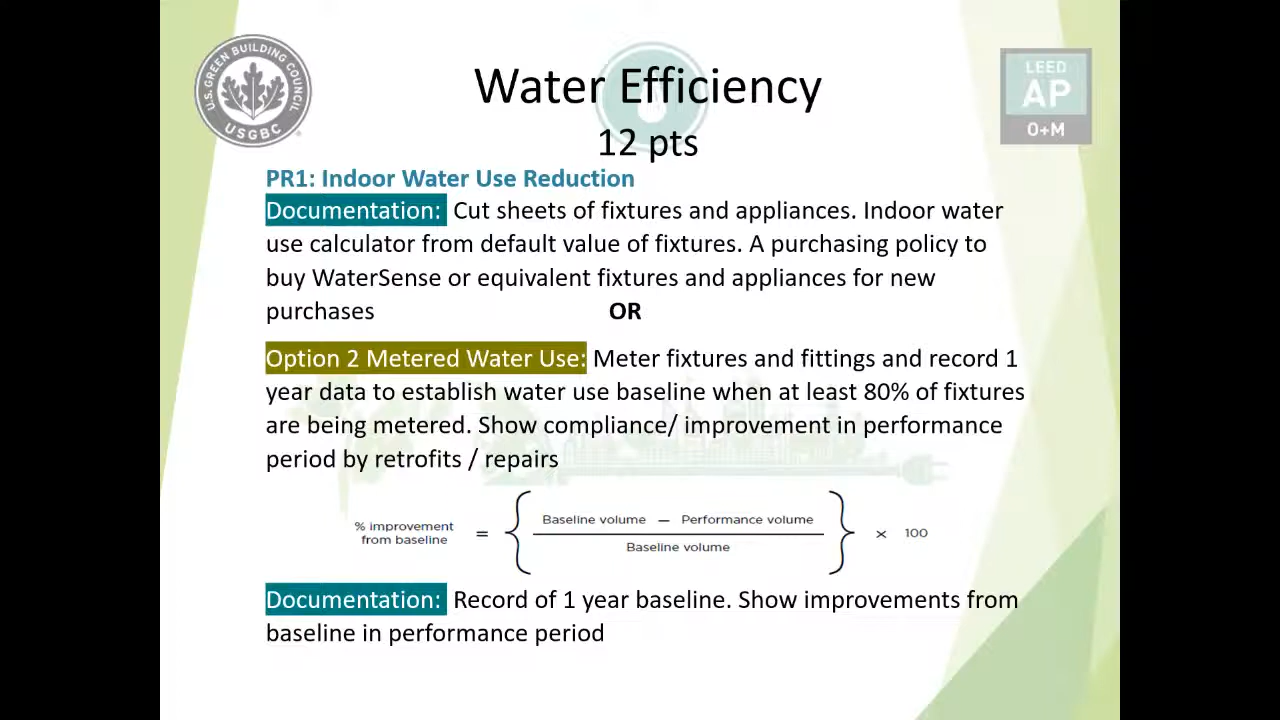 U.S. GREEN BUILDING COUNCIL
USGBC
LEED
AP
O+M
Water Efficiency
12 pts
PR1: Indoor Water Use Reduction
Documentation: Cut sheets of fixtures and appliances. Indoor water
use calculator from default value of fixtures. A purchasing policy to
buy WaterSense or equivalent fixtures and appliances for new
purchases OR
Option 2 Metered Water Use: Meter fixtures and fittings and record 1
year data to establish water use baseline when at least 80% of fixtures
are being metered. Show compliance/ improvement in performance
period by retrofits / repairs
% improvement
from baseline = { Baseline volume — Performance volume
Baseline volume } x 100
Documentation: Record of 1 year baseline. Show improvements from
baseline in performance period